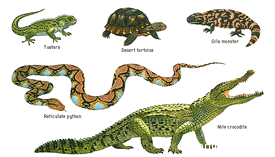 Tuatara
Desert tortoise
Gila monster
Reticulate python
Nile crocodile